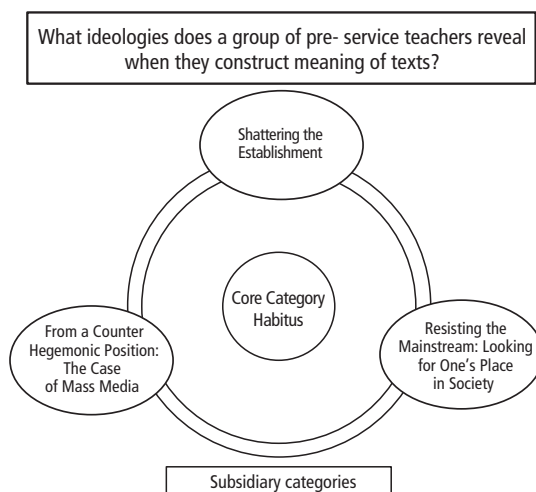 What ideologies does a group of pre- service teachers reveal
when they construct meaning of texts?
Shattering the
Establishment
Core Category
Habitus
From a Counter
Hegemonic Position:
The Case
of Mass Media
Resisting the
Mainstream: Looking
for One’s Place
in Society
Subsidiary categories